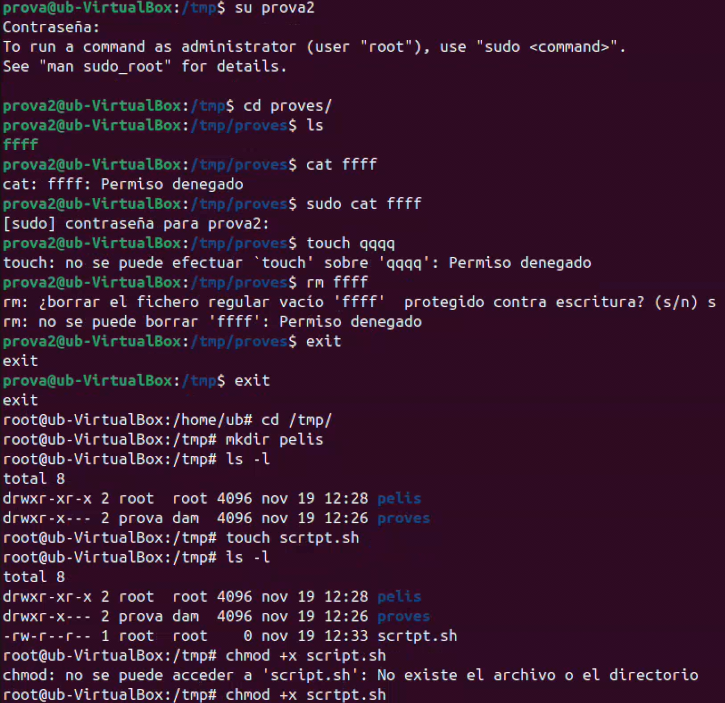 prova@ub-VirtualBox:/tmp$ su prova2
Contraseña:
To run a command as administrator (user "root"), use "sudo <command>".
See "man sudo_root" for details.

prova2@ub-VirtualBox:/tmp$ cd proves/
prova2@ub-VirtualBox:/tmp/proves$ ls
ffff
prova2@ub-VirtualBox:/tmp/proves$ cat ffff
cat: ffff: Permiso denegado
prova2@ub-VirtualBox:/tmp/proves$ sudo cat ffff
[sudo] contraseña para prova2:
prova2@ub-VirtualBox:/tmp/proves$ touch qqqq
touch: no se puede efectuar `touch' sobre 'qqqq': Permiso denegado
prova2@ub-VirtualBox:/tmp/proves$ rm ffff
rm: ¿borrar el fichero regular vacío 'ffff'  protegido contra escritura? (s/n) s
rm: no se puede borrar 'ffff': Permiso denegado
prova2@ub-VirtualBox:/tmp/proves$ exit
exit
prova@ub-VirtualBox:/tmp$ exit
exit
root@ub-VirtualBox:/home/ub# cd /tmp/
root@ub-VirtualBox:/tmp# mkdir pelis
root@ub-VirtualBox:/tmp# ls -l
total 8
drwxr-xr-x 2 root  root 4096 nov 19 12:28 pelis
drwxr-x--- 2 prova dam  4096 nov 19 12:26 proves
root@ub-VirtualBox:/tmp# touch scrtpt.sh
root@ub-VirtualBox:/tmp# ls -l
total 8
drwxr-xr-x 2 root  root 4096 nov 19 12:28 pelis
drwxr-x--- 2 prova dam  4096 nov 19 12:26 proves
-rw-r--r-- 1 root  root    0 nov 19 12:33 scrtpt.sh
root@ub-VirtualBox:/tmp# chmod +x script.sh
chmod: no se puede acceder a 'script.sh': No existe el archivo o el directorio
root@ub-VirtualBox:/tmp# chmod +x scrtpt.sh